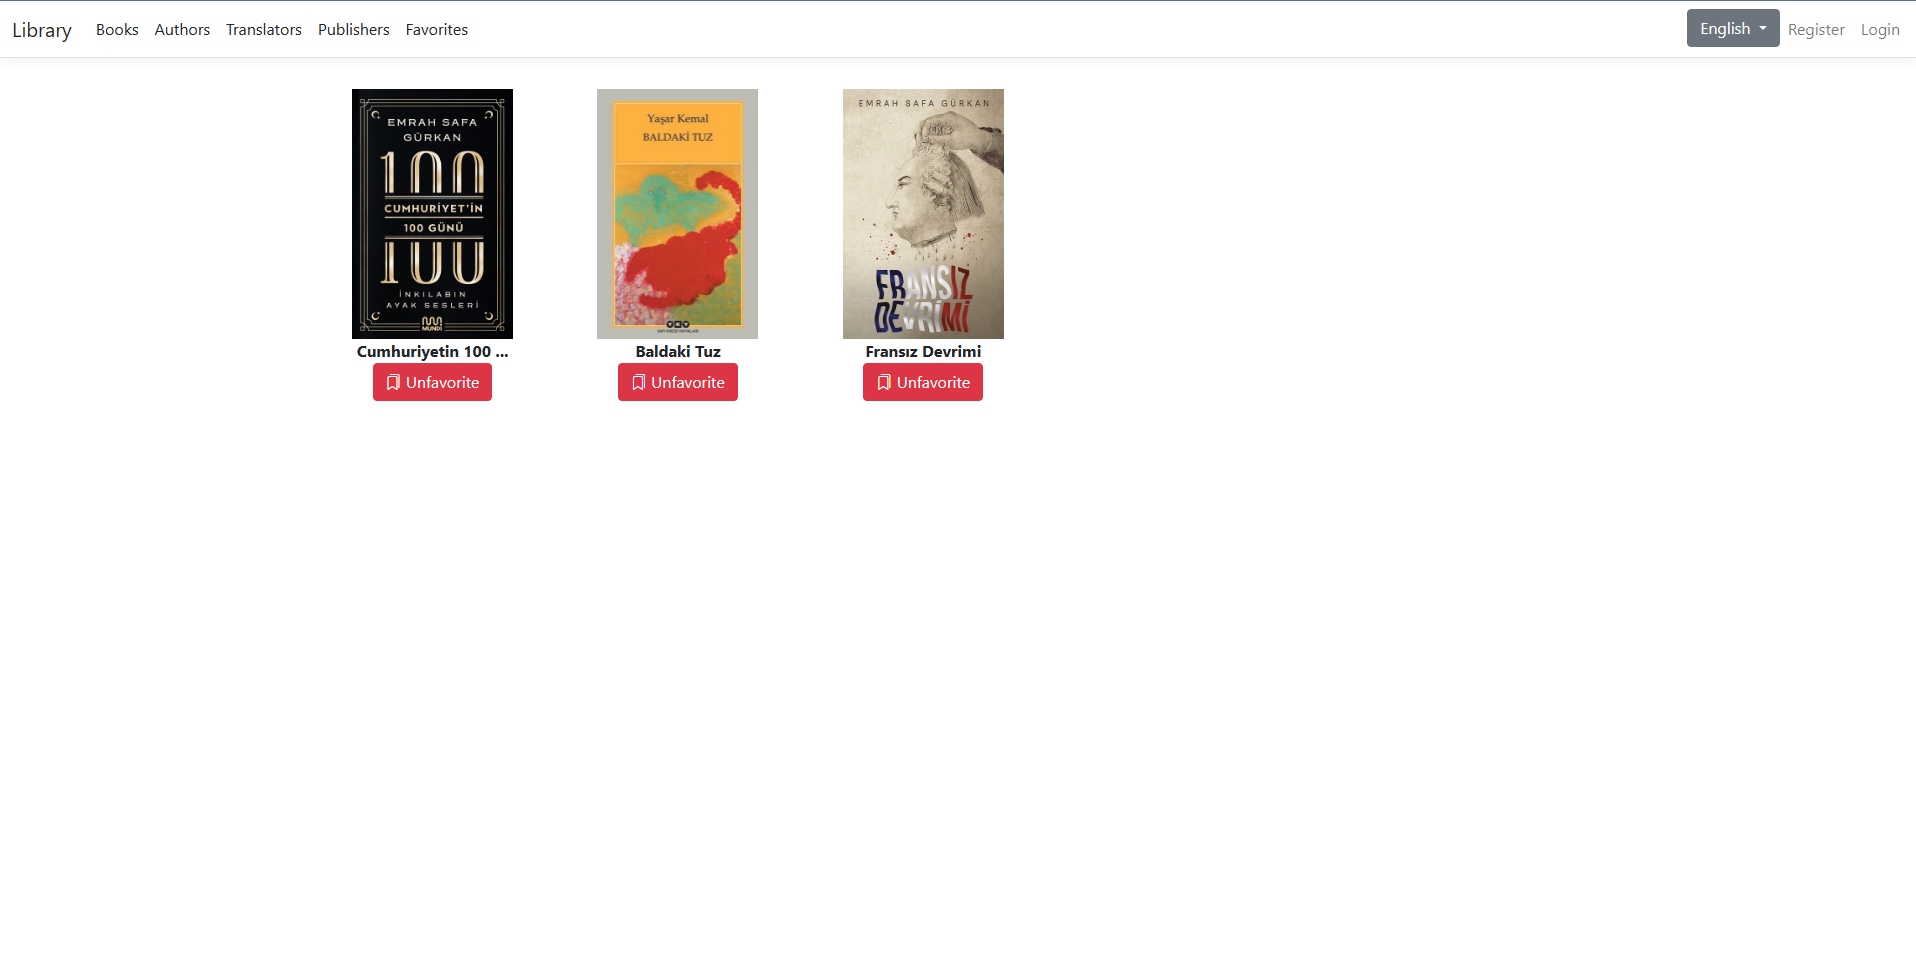 Library
Books
Authors
Translators
Publishers
Favorites
English
Register
Login
EMRAH SAFA
GÜRKAN
100
CUMHURİYET'İN
100 GÜNÜ
100
İNKILABIN
AYAK SESLERİ
MUNDİ
Cumhuriyetin 100 ...
Unfavorite
Yaşar Kemal
BALDAKİ TUZ
Baldaki Tuz
Unfavorite
EMRAH SAFA GÜRKAN
FRANSIZ
DEVRİMİ
Fransız Devrimi
Unfavorite